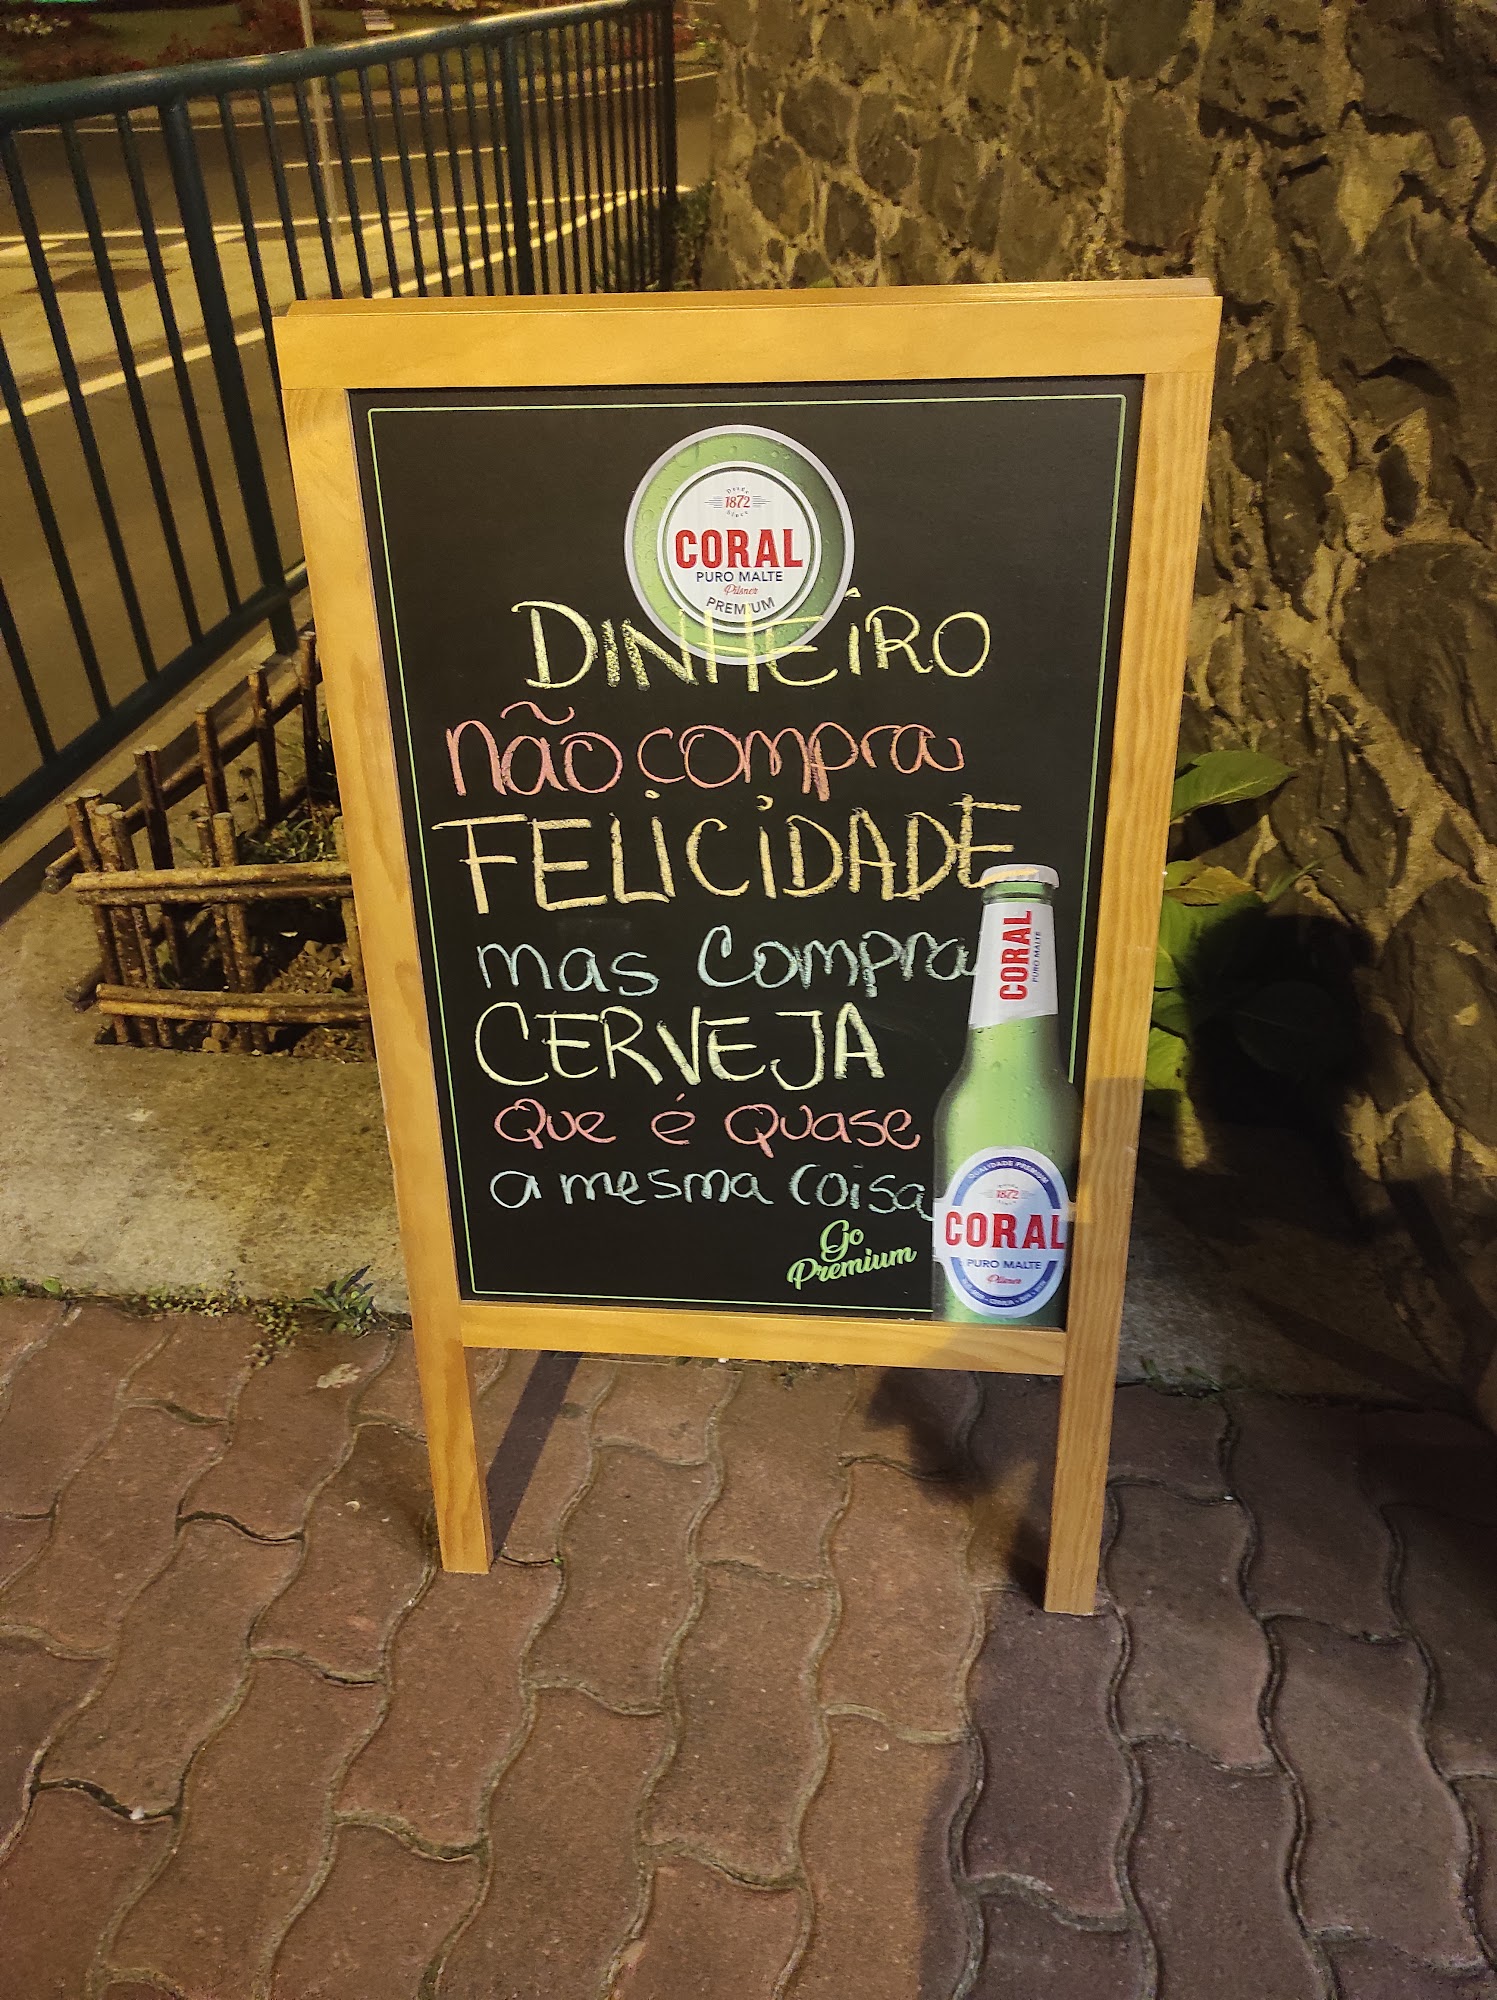 Desde
1872
Since
CORAL
PURO MALTE
Pilsner
PREMIUM
DINHEIRO
não compra
FELICIDADE
mas compra
CERVEJA
que é quase
a mesma coisa
Go
Premium
CORAL
PURO MALTE
QUALIDADE PREMIUM
1872
CORAL
PURO MALTE
Pilsner